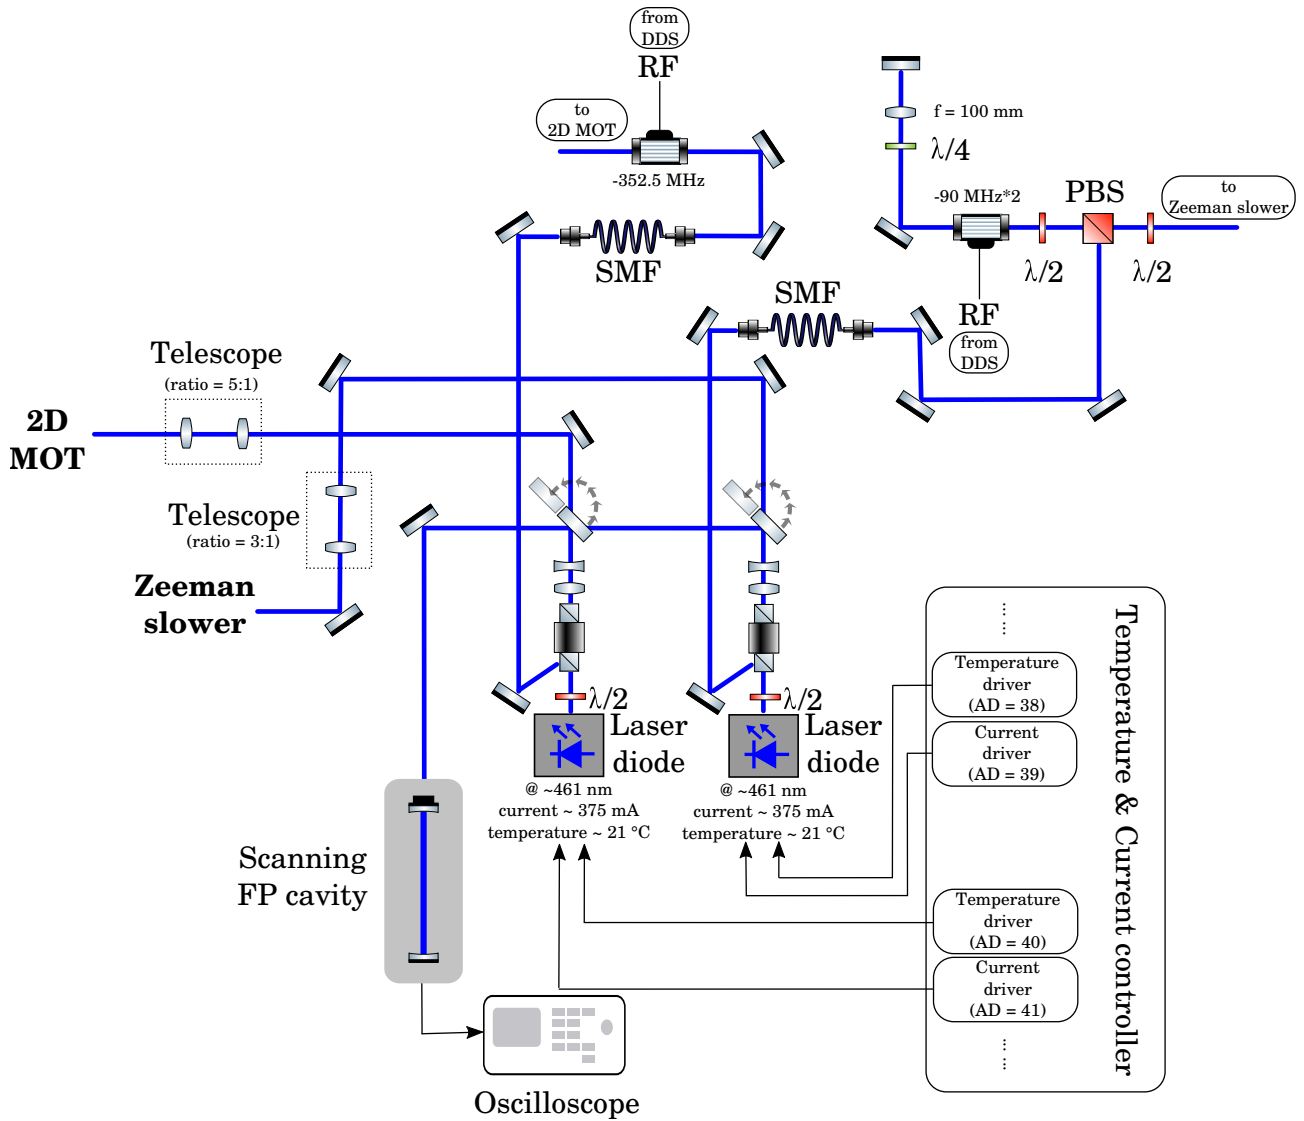 from
DDS
RF
to
2D MOT
-352.5 MHz
f = 100 mm
λ/4
-90 MHz*2
PBS
to
Zeeman slower
SMF
λ/2
λ/2
SMF
RF
from
DDS
Telescope
(ratio = 5:1)
2D
MOT
Telescope
(ratio = 3:1)
Zeeman
slower
λ/2
λ/2
Laser
diode
Laser
diode
@ ~461 nm
current ~ 375 mA
temperature ~ 21 °C
@ ~461 nm
current ~ 375 mA
temperature ~ 21 °C
Temperature & Current controller
Temperature
driver
(AD = 38)
Current
driver
(AD = 39)
Temperature
driver
(AD = 40)
Current
driver
(AD = 41)
Scanning
FP cavity
Oscilloscope